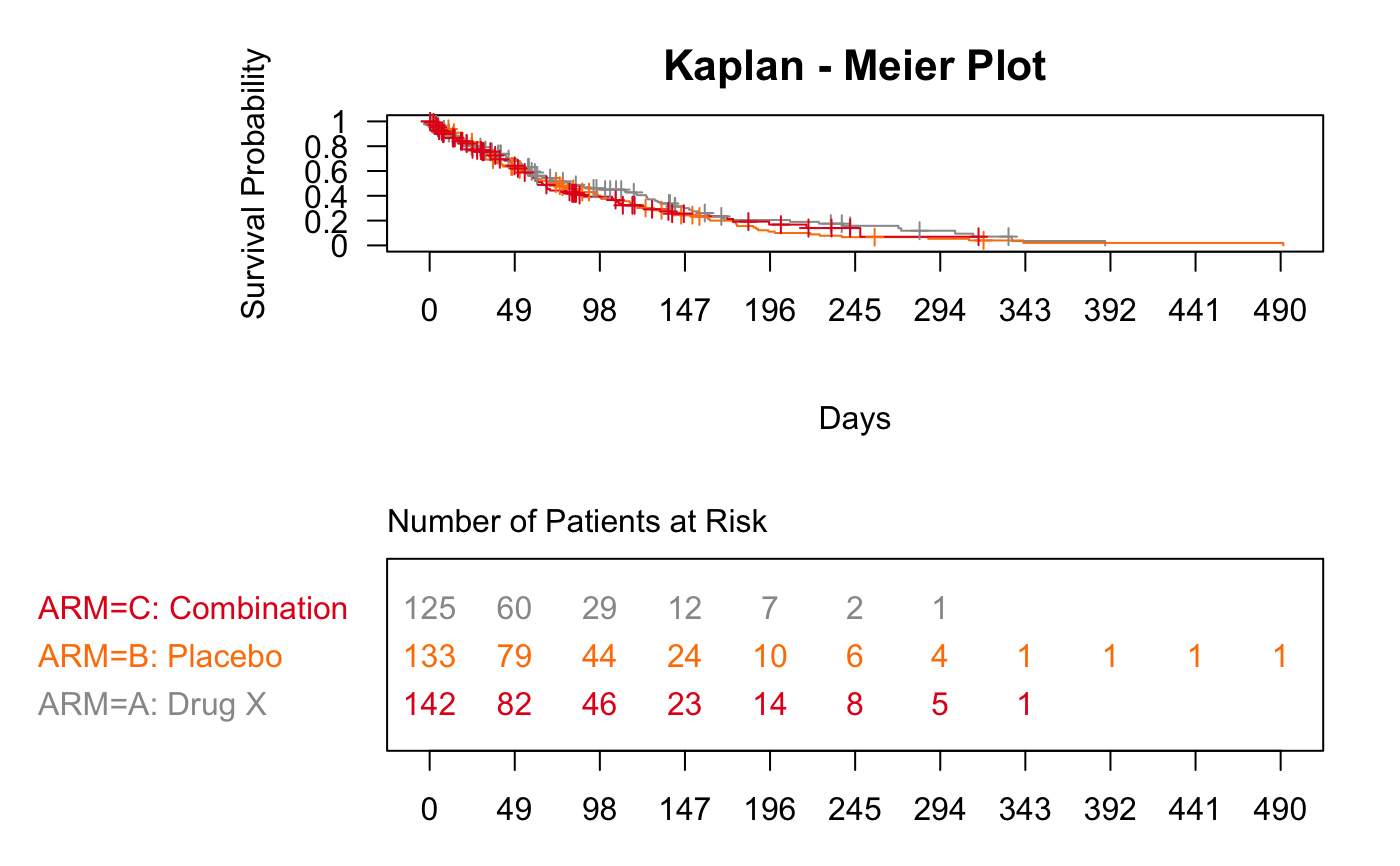 Kaplan - Meier Plot
Survival Probability
1
0.8
0.6
0.4
0.2
0
0 49 98 147 196 245 294 343 392 441 490
Days
Number of Patients at Risk
ARM=C: Combination 125 60 29 12 7 2 1
ARM=B: Placebo 133 79 44 24 10 6 4 1 1 1 1
ARM=A: Drug X 142 82 46 23 14 8 5 1
0 49 98 147 196 245 294 343 392 441 490